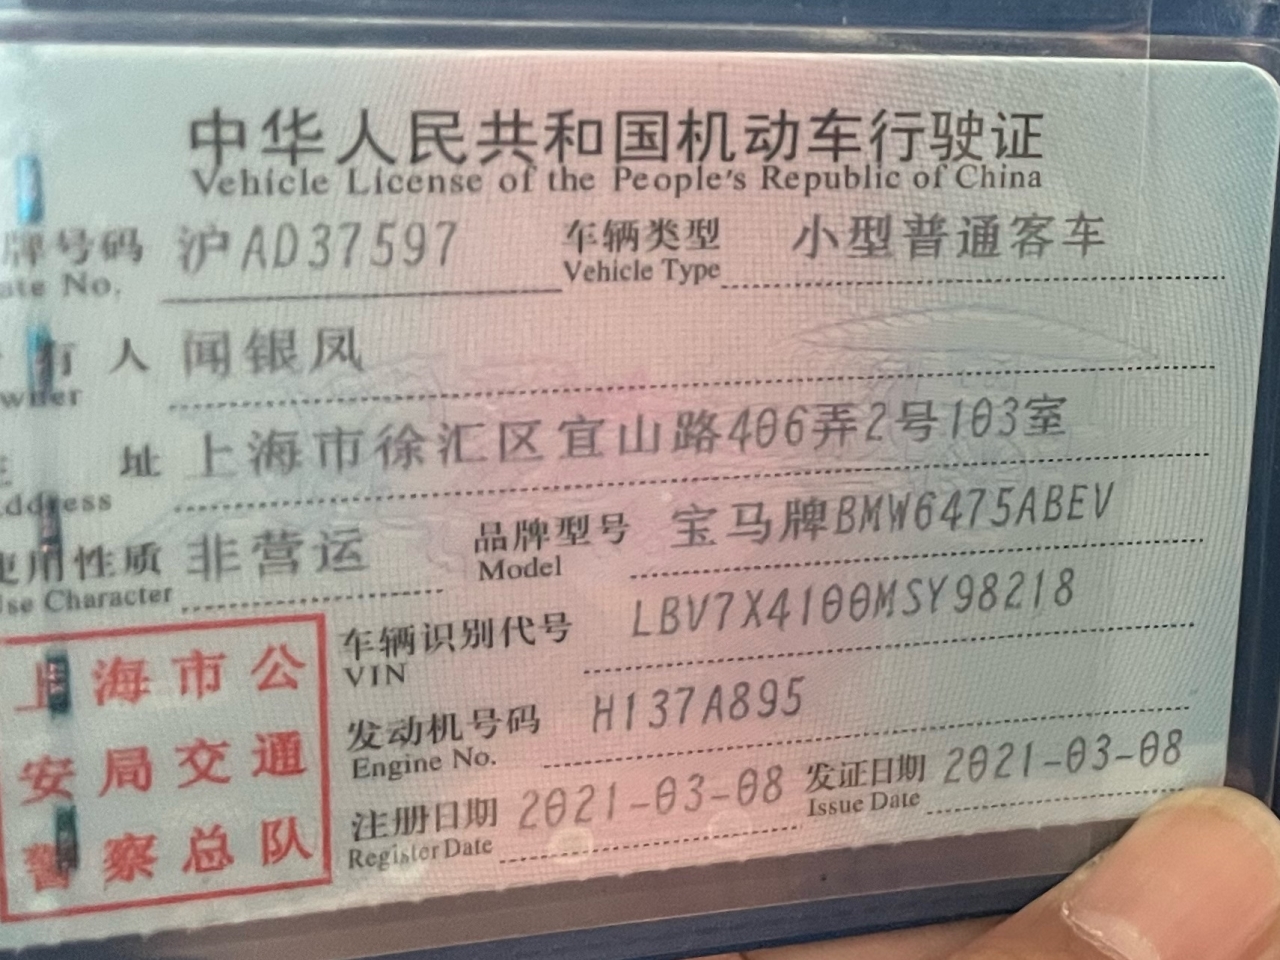 中华人民共和国机动车行驶证
Vehicle License of the People's Republic of China
牌号码 沪AD37597 车辆类型 小型普通客车
ate No. Vehicle Type
有人 闻银凤
wner
址 上海市徐汇区宜山路406弄2号103室
ddress
使用性质 非营运 品牌型号 宝马牌BMW6475ABEV
Use Character Model
车辆识别代号 LBV7X4100MSY98218
VIN
发动机号码 H137A895
Engine No.
注册日期 2021-03-08 发证日期 2021-03-08
Register Date Issue Date
上海市公
安局交通
警察总队